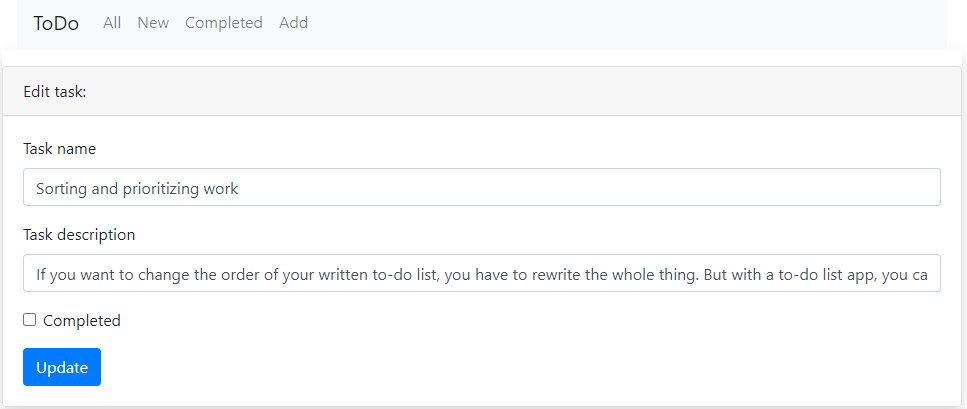 ToDo All New Completed Add
Edit task:
Task name
Sorting and prioritizing work
Task description
If you want to change the order of your written to-do list, you have to rewrite the whole thing. But with a to-do list app, you ca
Completed
Update